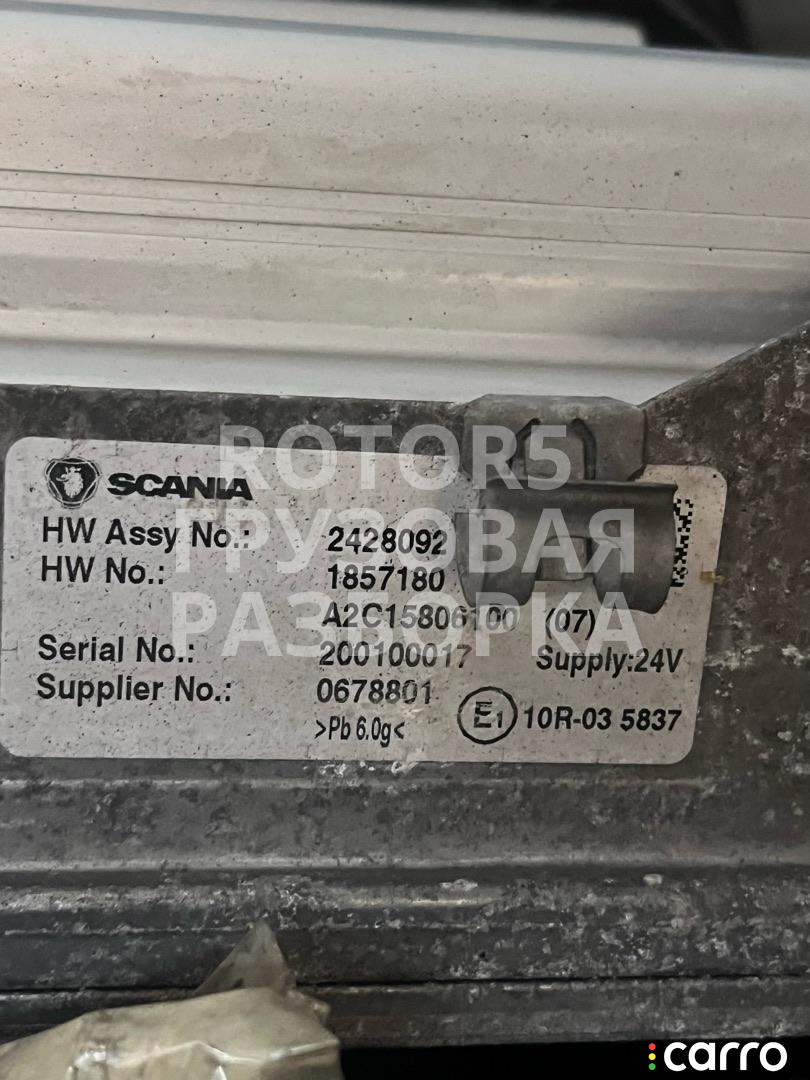 ROTOR5
ГРУЗОВАЯ
РАЗБОРКА
SCANIA
HW Assy No.: 2428092
HW No.: 1857180
A2C15806100 (07)
Serial No.: 200100017 Supply:24V
Supplier No.: 0678801
>Pb 6,0g< E1 10R-03 5837
carro